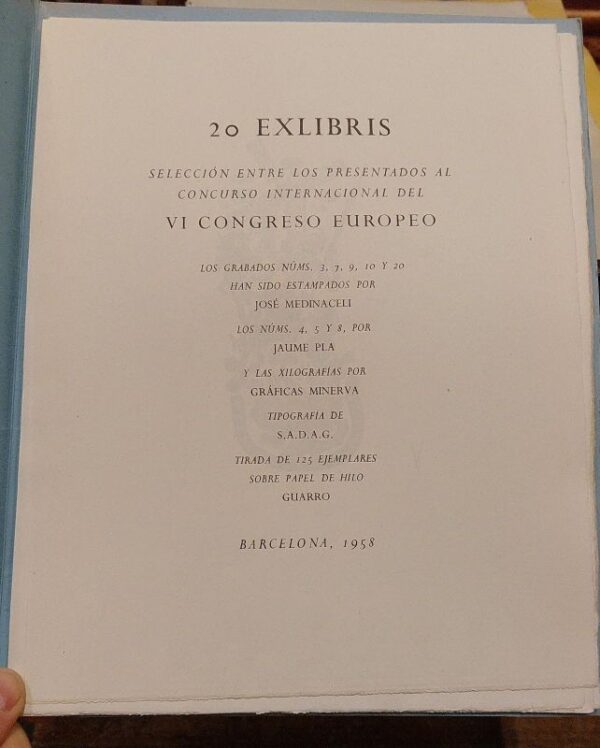 20 EXLIBRIS
SELECCIÓN ENTRE LOS PRESENTADOS AL
CONCURSO INTERNACIONAL DEL
VI CONGRESO EUROPEO
LOS GRABADOS NÚMS. 3, 7, 9, 10 Y 20
HAN SIDO ESTAMPADOS POR
JOSÉ MEDINACELI
LOS NÚMS. 4, 5 Y 8, POR
JAUME PLA
Y LAS XILOGRAFÍAS POR
GRÁFICAS MINERVA
TIPOGRAFÍA DE
S.A.D.A.G.
TIRADA DE 125 EJEMPLARES
SOBRE PAPEL DE HILO
GUARRO
BARCELONA, 1958